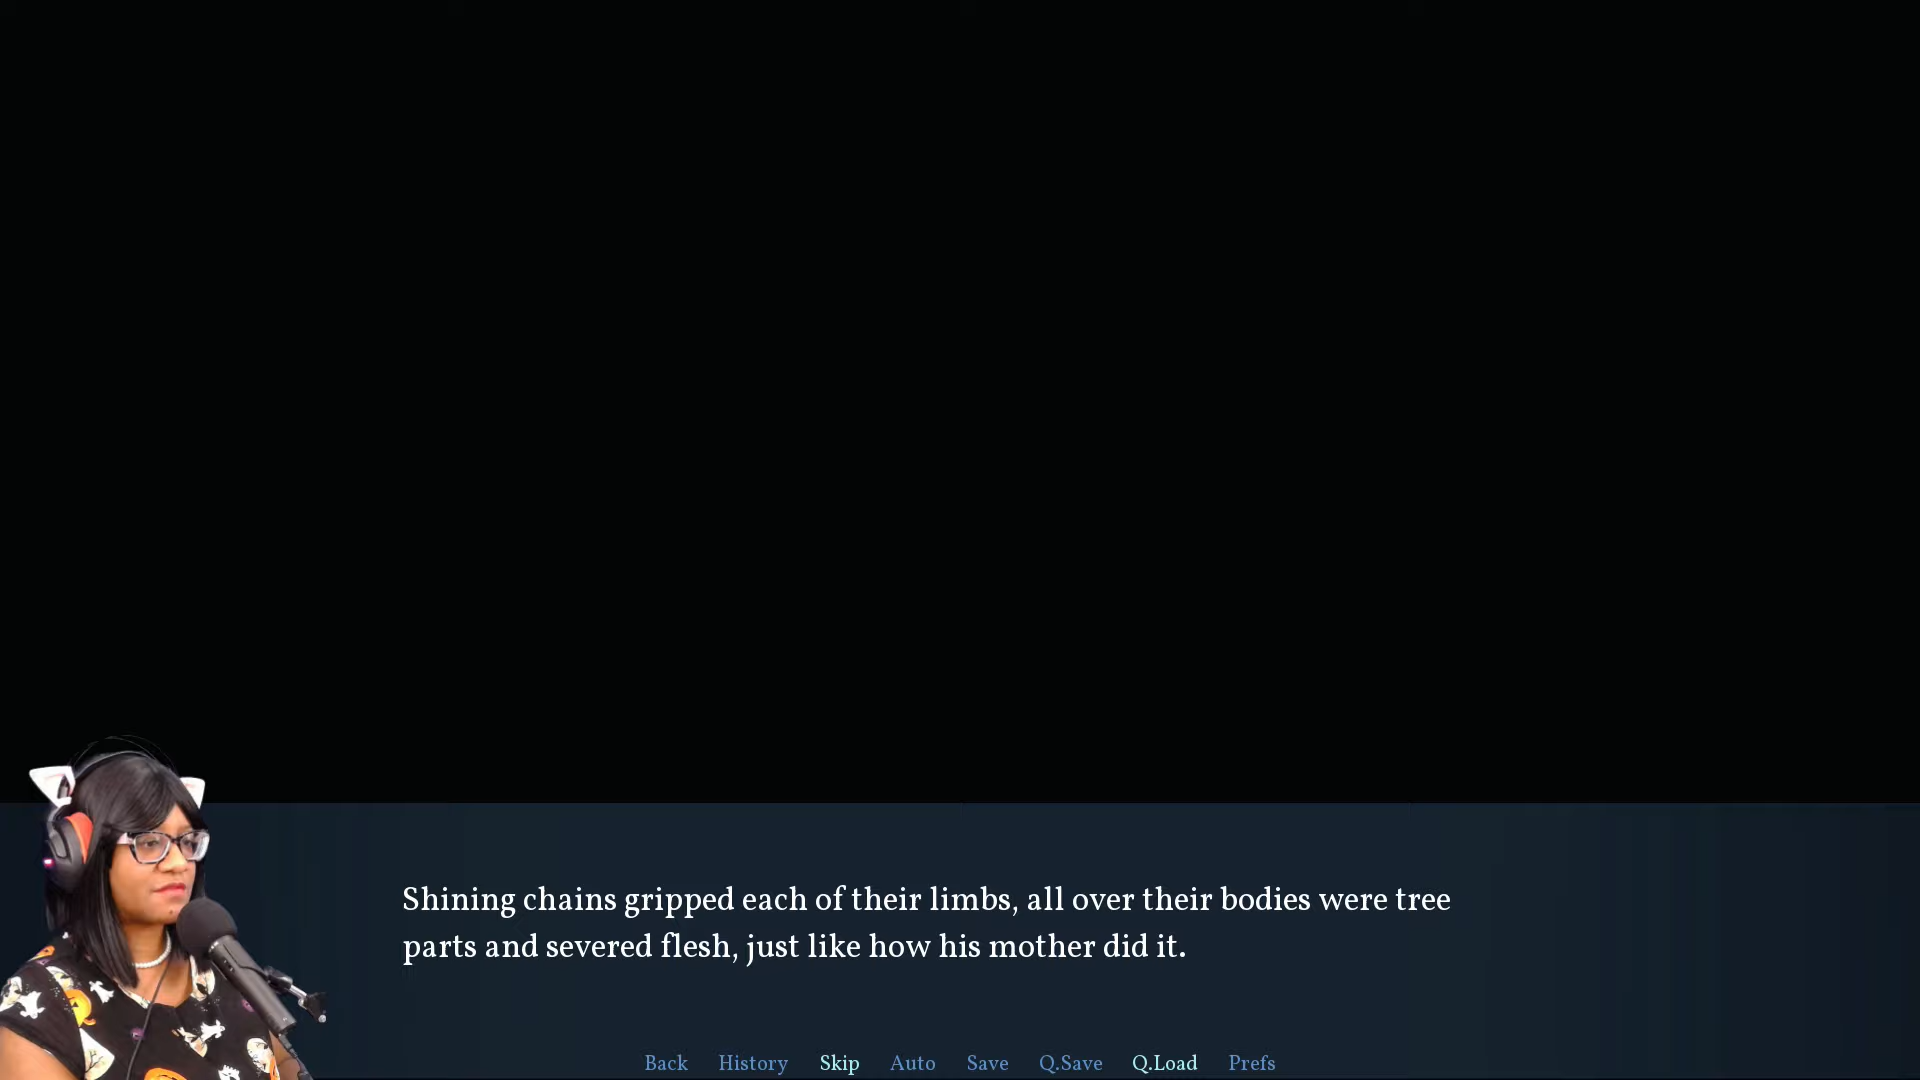 Shining chains gripped each of their limbs, all over their bodies were tree
parts and severed flesh, just like how his mother did it.
Back History Skip Auto Save Q.Save Q.Load Prefs